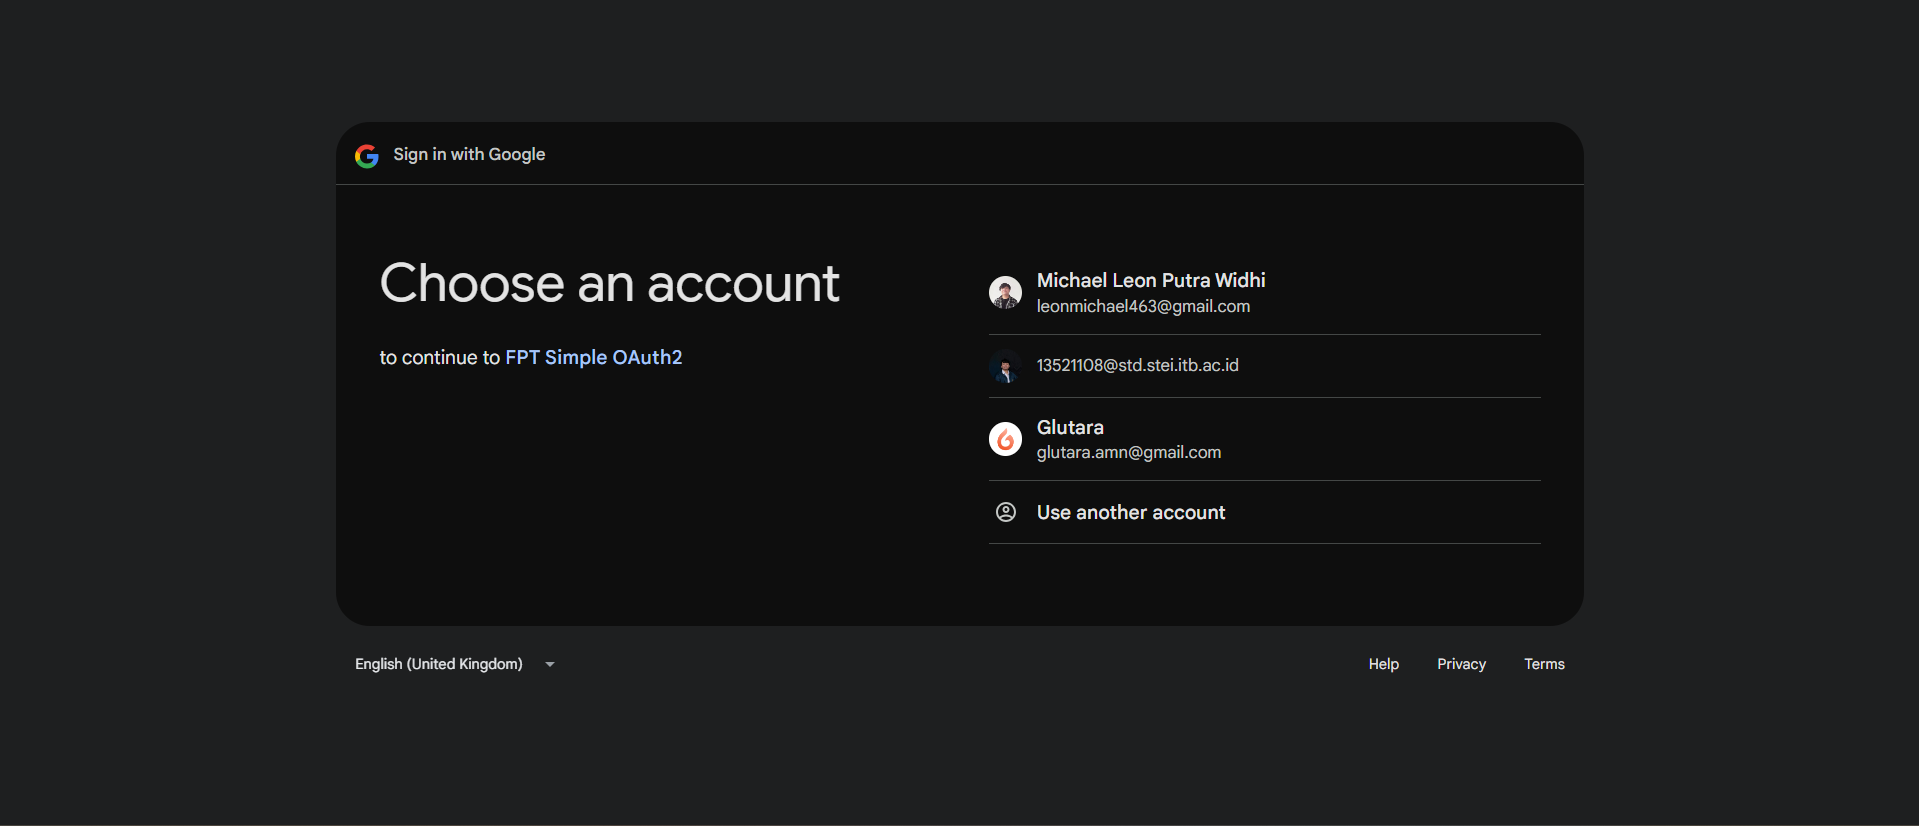 Sign in with Google
Choose an account
to continue to FPT Simple OAuth2
Michael Leon Putra Widhi
leonmichael463@gmail.com
13521108@std.stei.itb.ac.id
Glutara
glutara.amn@gmail.com
Use another account
English (United Kingdom)
Help
Privacy
Terms